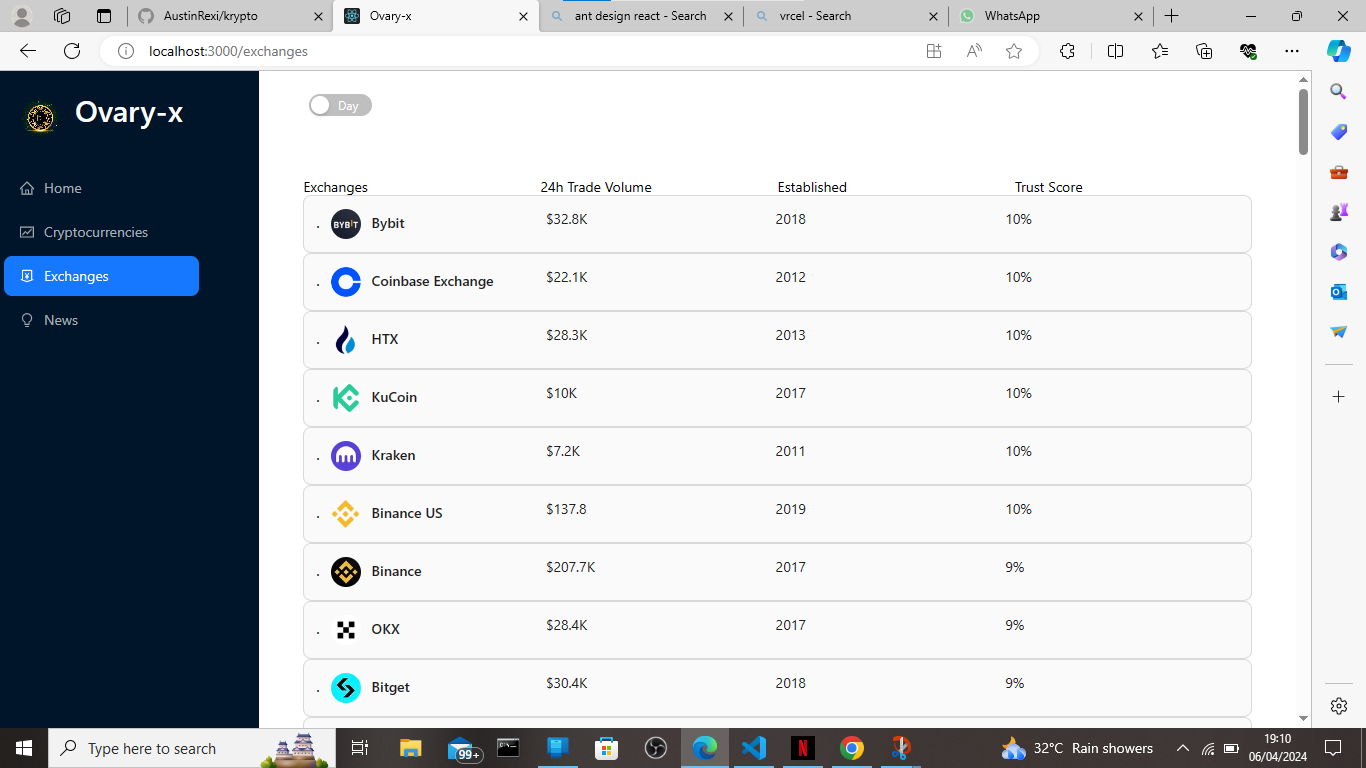 AustinRexi/krypto
Ovary-x
ant design react - Search
vrcel - Search
WhatsApp
localhost:3000/exchanges
Ovary-x
Day
Home
Cryptocurrencies
Exchanges
News
Exchanges 24h Trade Volume Established Trust Score
. BYBIT Bybit $32.8K 2018 10%
. Coinbase Exchange $22.1K 2012 10%
. HTX $28.3K 2013 10%
. KuCoin $10K 2017 10%
. Kraken $7.2K 2011 10%
. Binance US $137.8 2019 10%
. Binance $207.7K 2017 9%
. OKX $28.4K 2017 9%
. Bitget $30.4K 2018 9%
Type here to search
99+
N
32°C Rain showers
19:10
06/04/2024